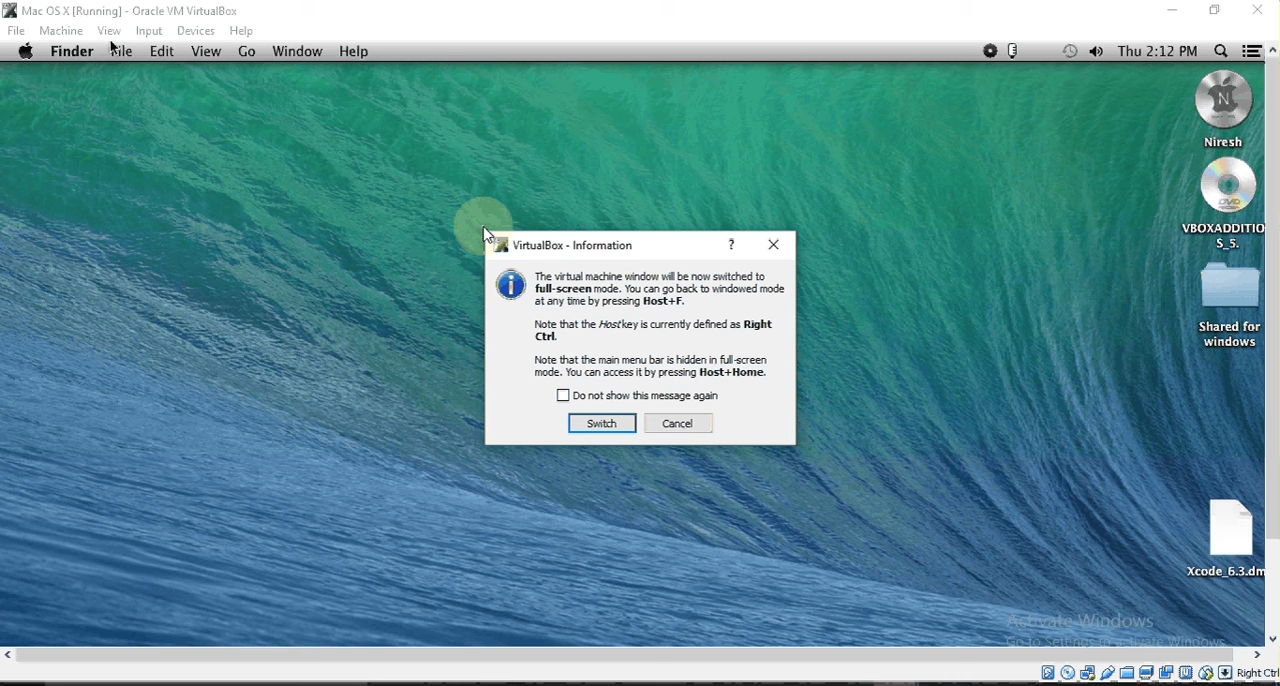 Mac OS X [Running] - Oracle VM VirtualBox
File Machine View Input Devices Help
Finder File Edit View Go Window Help Thu 2:12 PM
N
Niresh
DVD
VBOXADDITIO
S_5.
Shared for
windows
VirtualBox - Information ?
The virtual machine window will be now switched to
full-screen mode. You can go back to windowed mode
at any time by pressing Host+F.
Note that the Host key is currently defined as Right
Ctrl.
Note that the main menu bar is hidden in full-screen
mode. You can access it by pressing Host+Home.
Do not show this message again
Switch Cancel
Xcode_6.3.dm
Activate Windows
Go to Settings to activate Windows.
Right Ctrl